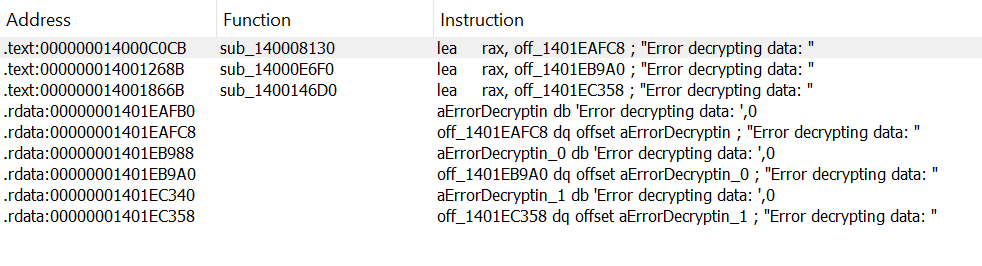 Address Function Instruction
.text:000000014000C0CB sub_140008130 lea rax, off_1401EAFC8 ; "Error decrypting data: "
.text:000000014001268B sub_14000E6F0 lea rax, off_1401EB9A0 ; "Error decrypting data: "
.text:000000014001866B sub_1400146D0 lea rax, off_1401EC358 ; "Error decrypting data: "
.rdata:00000001401EAFB0 aErrorDecryptin db 'Error decrypting data: ',0
.rdata:00000001401EAFC8 off_1401EAFC8 dq offset aErrorDecryptin ; "Error decrypting data: "
.rdata:00000001401EB988 aErrorDecryptin_0 db 'Error decrypting data: ',0
.rdata:00000001401EB9A0 off_1401EB9A0 dq offset aErrorDecryptin_0 ; "Error decrypting data: "
.rdata:00000001401EC340 aErrorDecryptin_1 db 'Error decrypting data: ',0
.rdata:00000001401EC358 off_1401EC358 dq offset aErrorDecryptin_1 ; "Error decrypting data: "